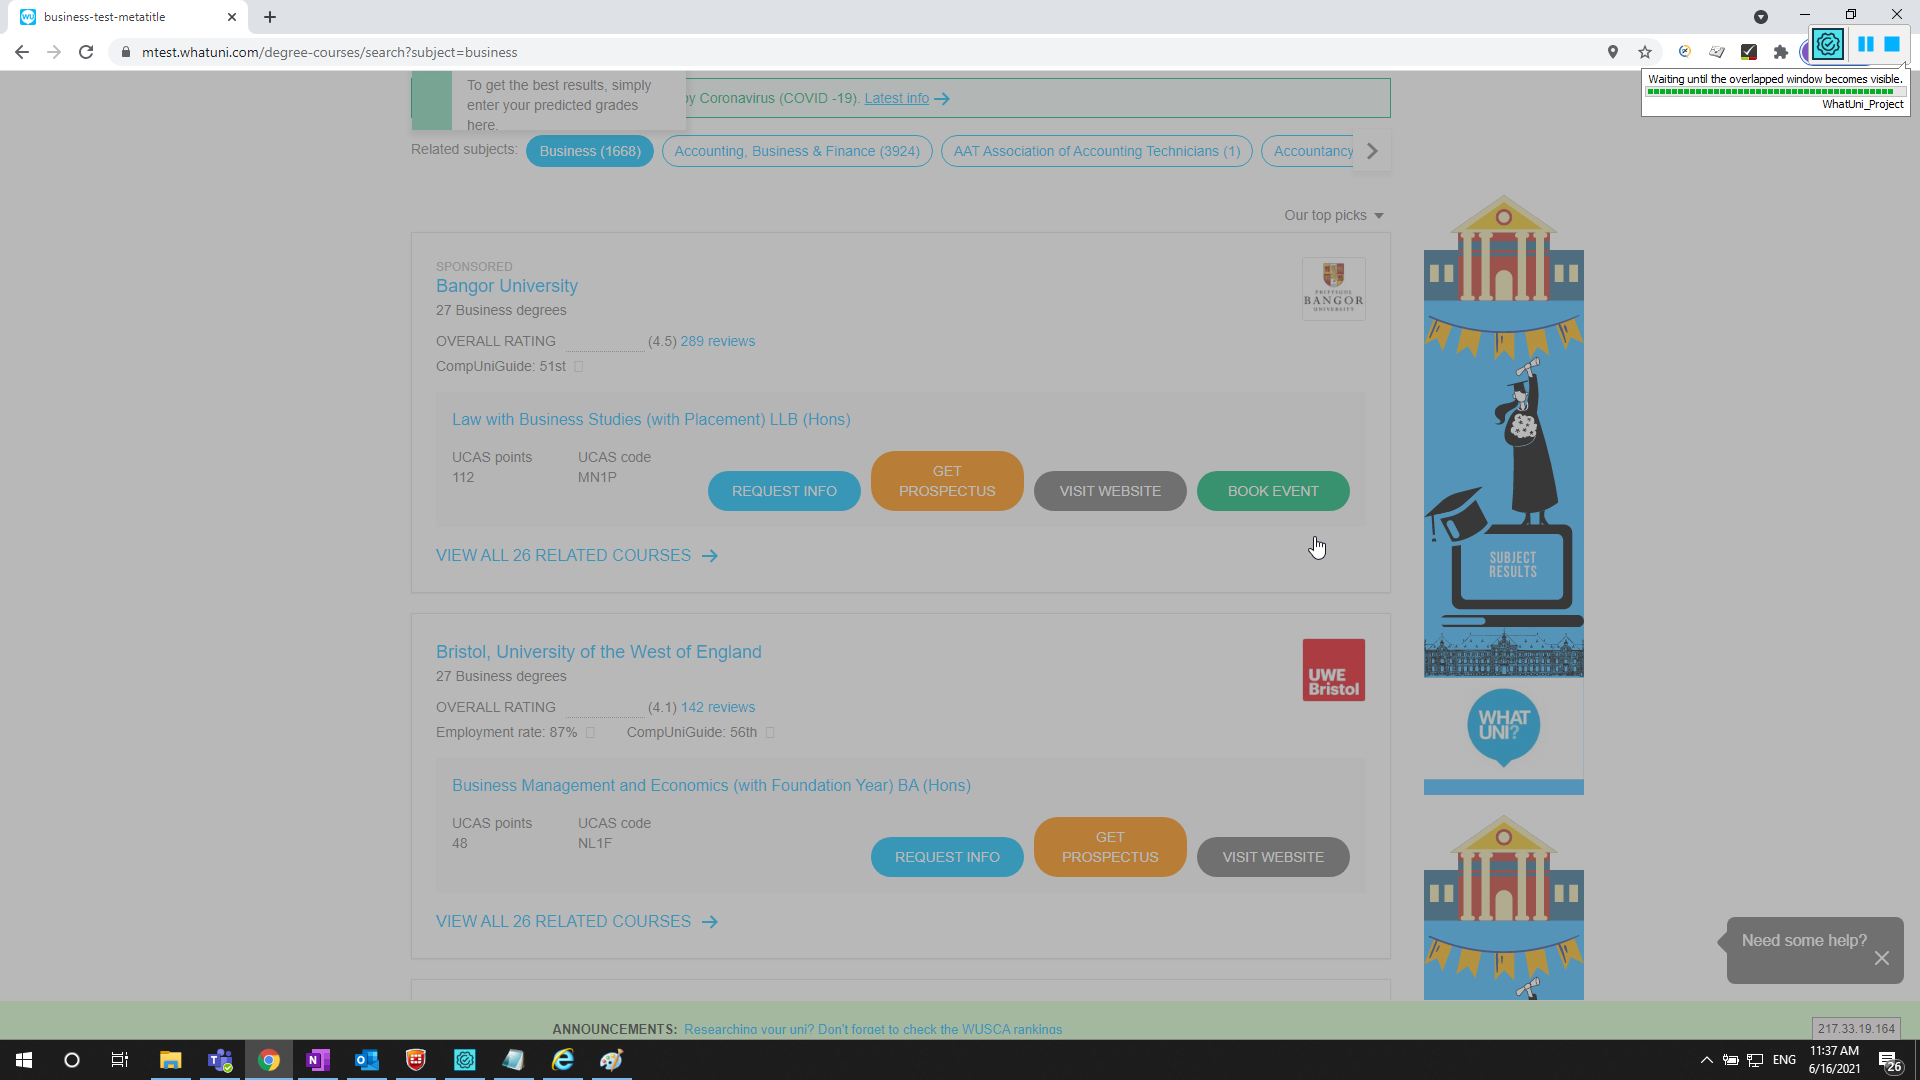 business-test-metatitle
mtest.whatuni.com/degree-courses/search?subject=business
Waiting until the overlapped window becomes visible.
WhatUni_Project
To get the best results, simply
enter your predicted grades
here.
by Coronavirus (COVID -19). Latest info
Related subjects:
Business (1668)
Accounting, Business & Finance (3924)
AAT Association of Accounting Technicians (1)
Accountancy
Our top picks
SPONSORED
Bangor University
27 Business degrees
OVERALL RATING (4.5) 289 reviews
CompUniGuide: 51st
PRIFYSGOL
BANGOR
UNIVERSITY
Law with Business Studies (with Placement) LLB (Hons)
UCAS points
112
UCAS code
MN1P
REQUEST INFO
GET
PROSPECTUS
VISIT WEBSITE
BOOK EVENT
VIEW ALL 26 RELATED COURSES
Bristol, University of the West of England
27 Business degrees
OVERALL RATING (4.1) 142 reviews
Employment rate: 87% CompUniGuide: 56th
UWE
Bristol
Business Management and Economics (with Foundation Year) BA (Hons)
UCAS points
48
UCAS code
NL1F
REQUEST INFO
GET
PROSPECTUS
VISIT WEBSITE
VIEW ALL 26 RELATED COURSES
SUBJECT
RESULTS
WHAT
UNI?
Need some help?
ANNOUNCEMENTS: Researching your uni? Don't forget to check the WUSCA rankings
217.33.19.164
ENG
11:37 AM
6/16/2021
26